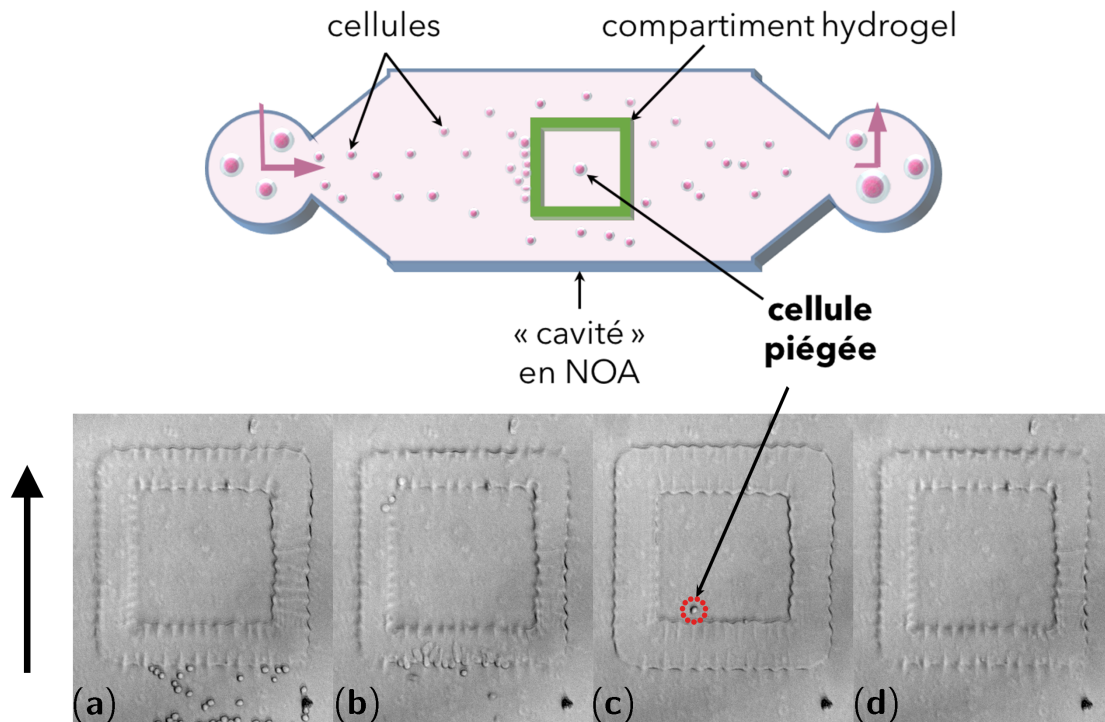 cellules
compartiment hydrogel
« cavité »
en NOA
cellule
piégée
(a)
(b)
(c)
(d)